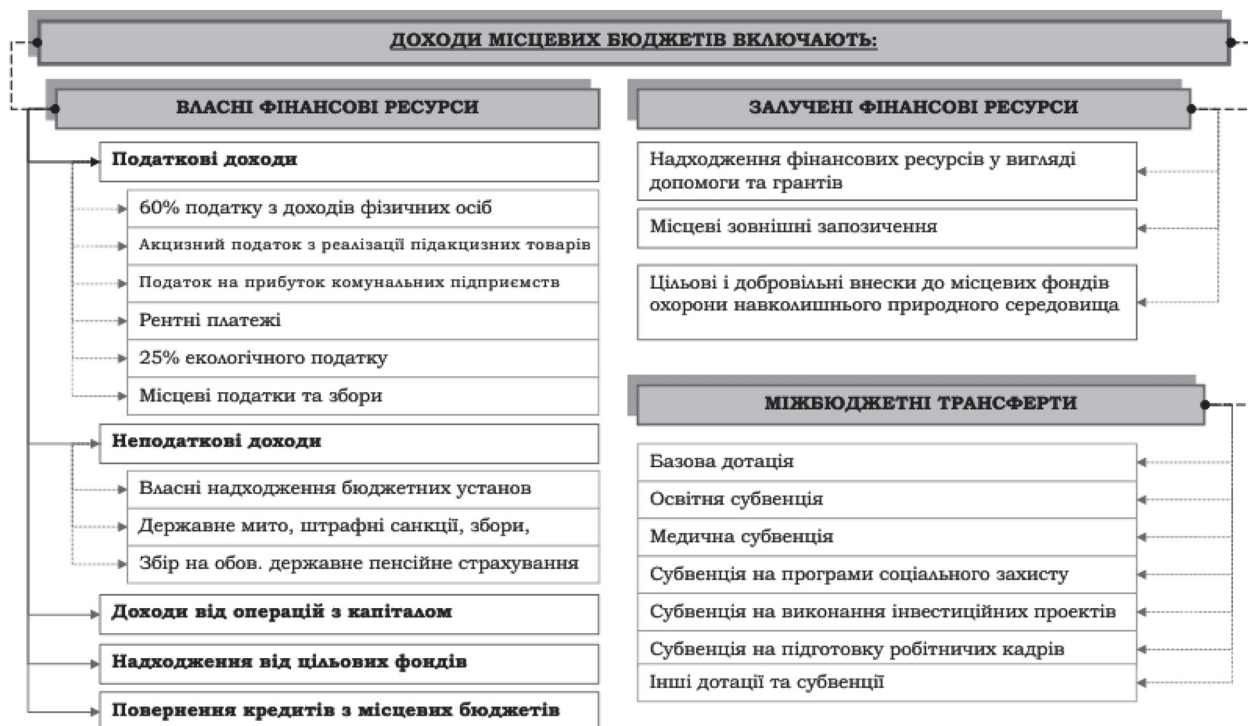 ДОХОДИ МІСЦЕВИХ БЮДЖЕТІВ ВКЛЮЧАЮТЬ:
ВЛАСНІ ФІНАНСОВІ РЕСУРСИ
Податкові доходи
60% податку з доходів фізичних осіб
Акцизний податок з реалізації підакцизних товарів
Податок на прибуток комунальних підприємств
Рентні платежі
25% екологічного податку
Місцеві податки та збори
Неподаткові доходи
Власні надходження бюджетних установ
Державне мито, штрафні санкції, збори,
Збір на обов. державне пенсійне страхування
Доходи від операцій з капіталом
Надходження від цільових фондів
Повернення кредитів з місцевих бюджетів
ЗАЛУЧЕНІ ФІНАНСОВІ РЕСУРСИ
Надходження фінансових ресурсів у вигляді
допомоги та грантів
Місцеві зовнішні запозичення
Цільові і добровільні внески до місцевих фондів
охорони навколишнього природного середовища
МІЖБЮДЖЕТНІ ТРАНСФЕРТИ
Базова дотація
Освітня субвенція
Медична субвенція
Субвенція на програми соціального захисту
Субвенція на виконання інвестиційних проектів
Субвенція на підготовку робітничих кадрів
Інші дотації та субвенції